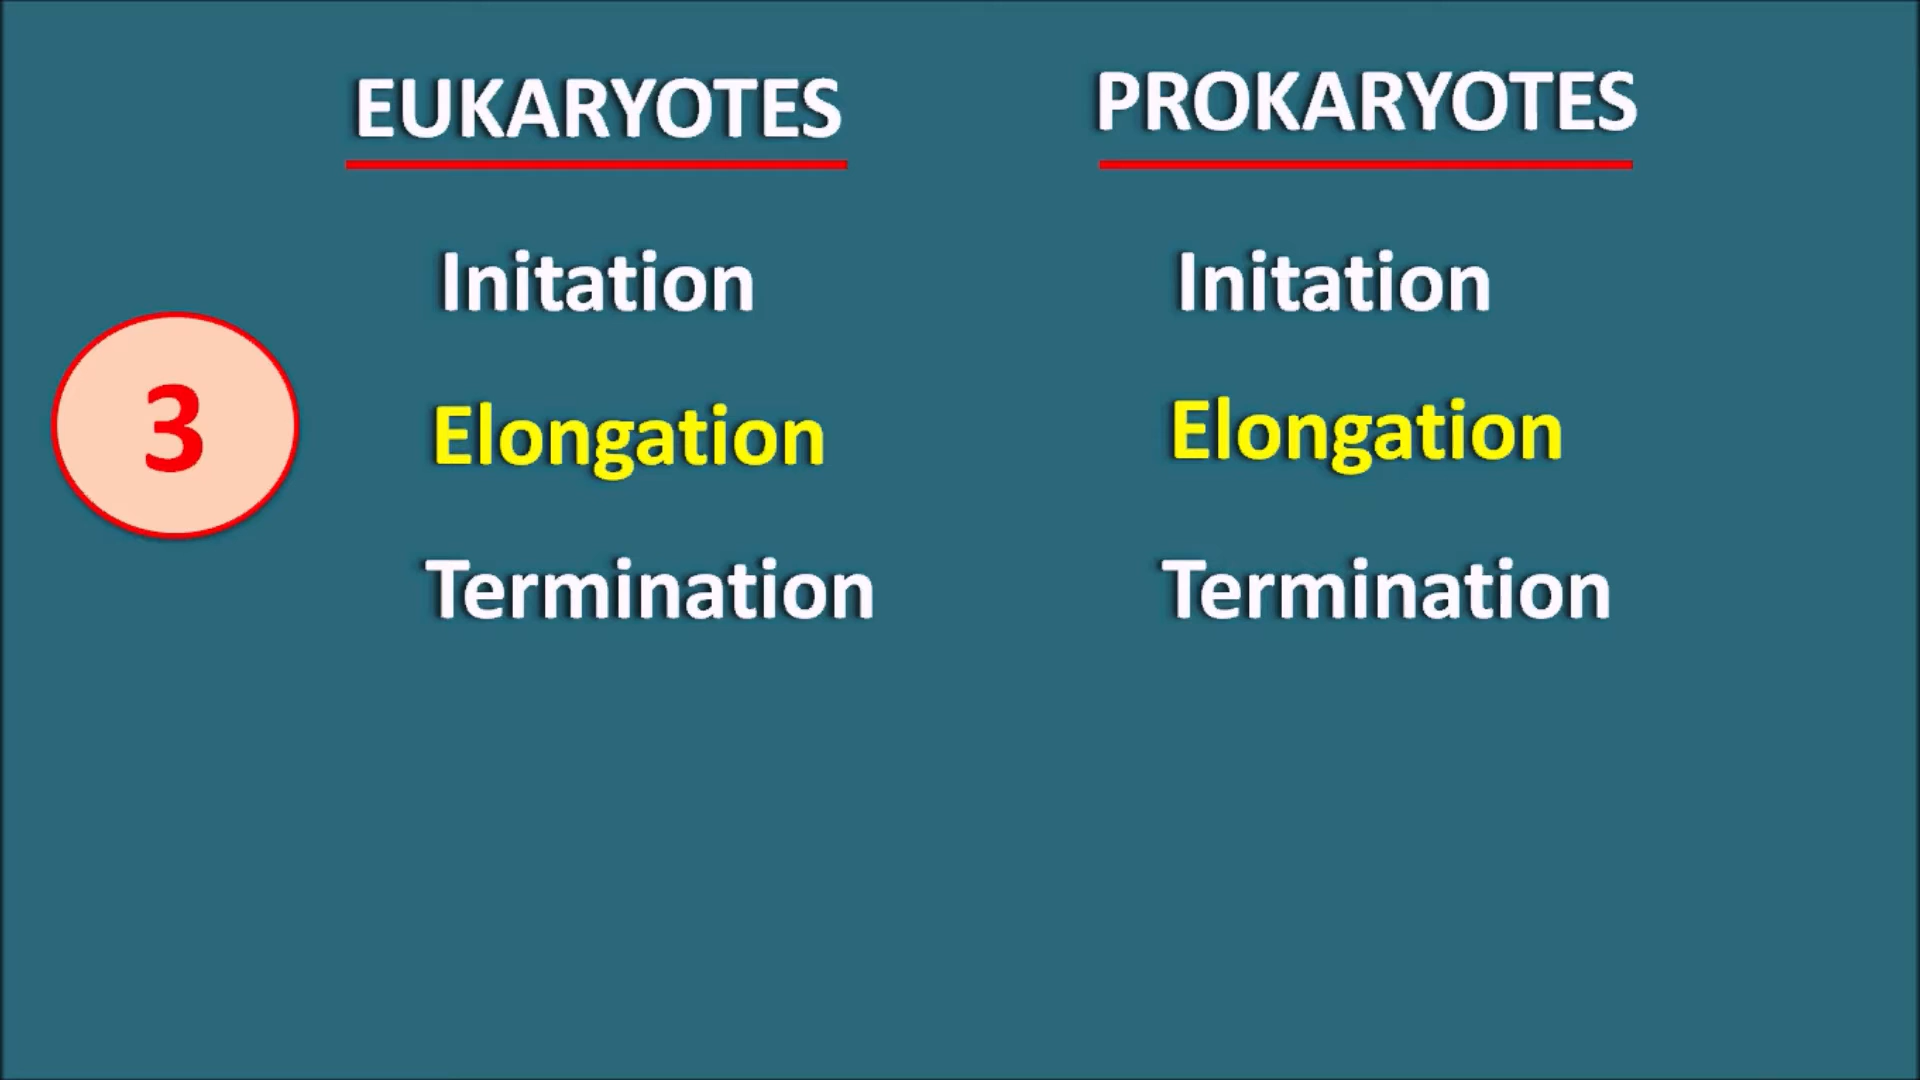 EUKARYOTES PROKARYOTES
Initation Initation
3
Elongation Elongation
Termination Termination